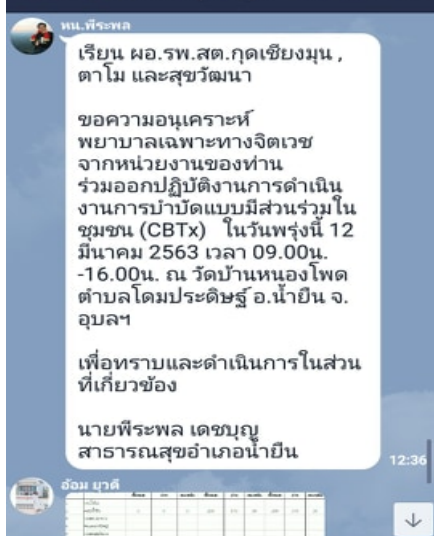 หน.พีระพล
เรียน ผอ.รพ.สต.กุดเชียงมุน ,
ตาโม และสุขวัฒนา
ขอความอนุเคราะห์
พยาบาลเฉพาะทางจิตเวช
จากหน่วยงานของท่าน
ร่วมออกปฏิบัติงานการดำเนิน
งานการบำบัดแบบมีส่วนร่วมใน
ชุมชน (CBTx) ในวันพรุ่งนี้ 12
มีนาคม 2563 เวลา 09.00น.
-16.00น. ณ วัดบ้านหนองโพด
ตำบลโดมประดิษฐ์ อ.น้ำยืน จ.
อุบลฯ
เพื่อทราบและดำเนินการในส่วน
ที่เกี่ยวข้อง
นายพีระพล เดชบุญ
สาธารณสุขอำเภอน้ำยืน
12:36
อ้อม ยุวดี